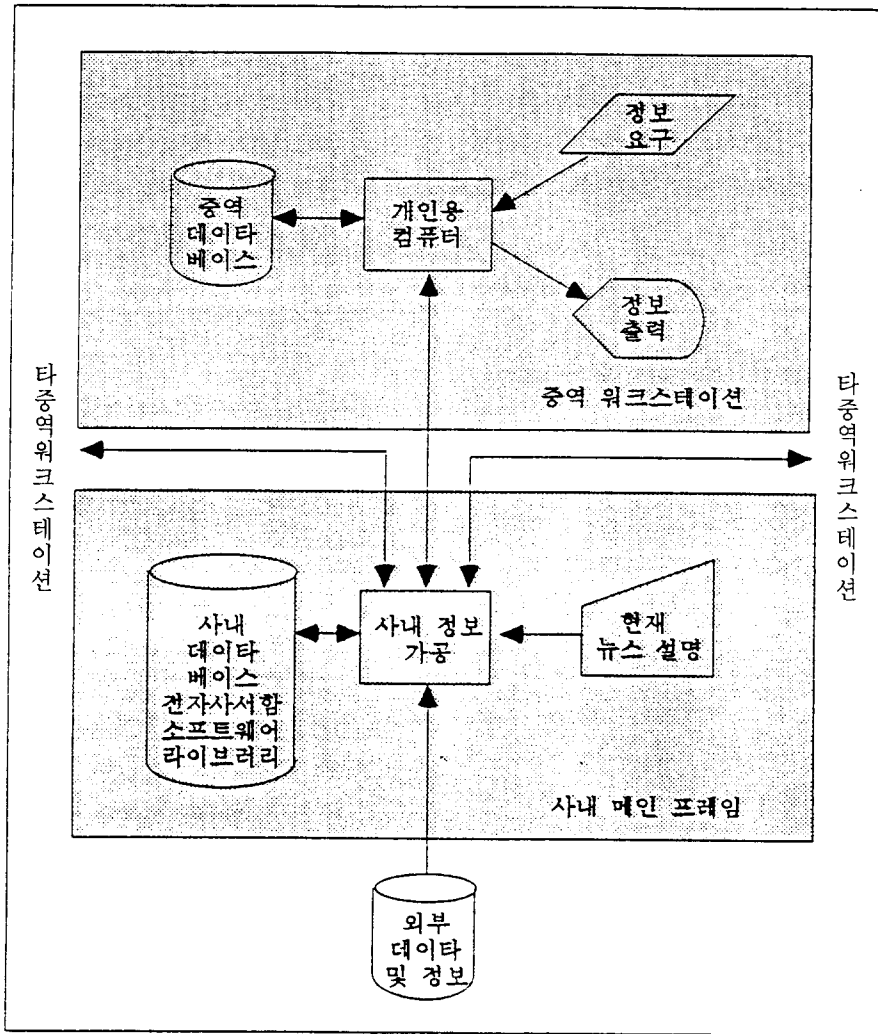 정보
요구
중역
데이타
베이스
개인용
컴퓨터
정보
출력
중역 워크스테이션
타중역워크스테이션
타중역워크스테이션
사내
데이타
베이스
전자사서함
소프트웨어
라이브러리
사내 정보
가공
현재
뉴스 설명
사내 메인 프레임
외부
데이타
및 정보